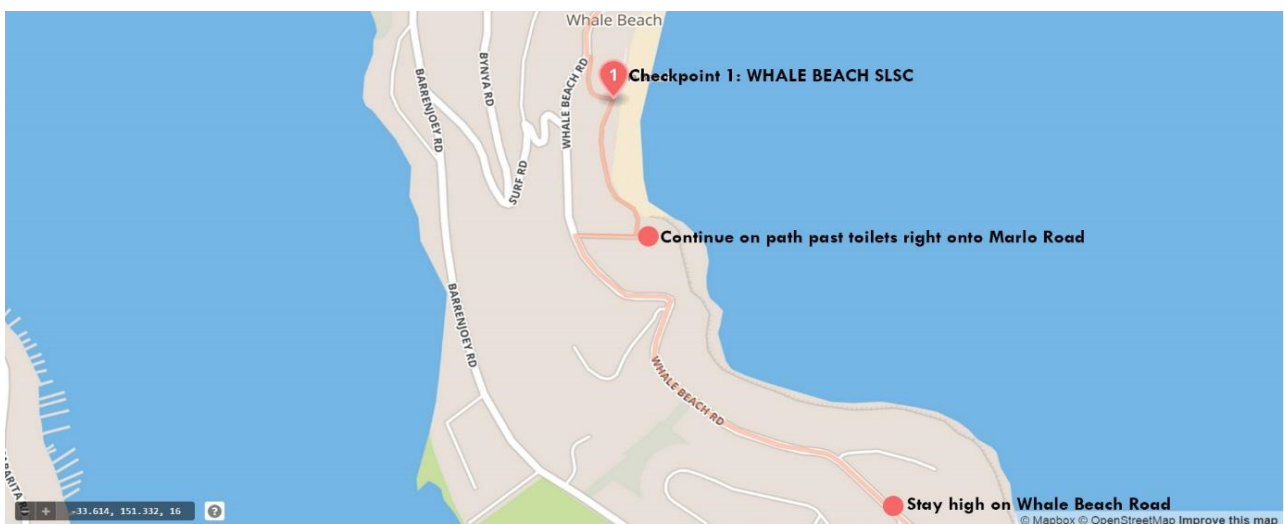 Whale Beach
1
Checkpoint 1: WHALE BEACH SLSC
BYNYA RD
WHALE BEACH RD
BARRENJOEY RD
SURF RD
Continue on path past toilets right onto Marlo Road
BARRENJOEY RD
WHALE BEACH RD
Stay high on Whale Beach Road
- + -33.614, 151.332, 16 ?
© Mapbox © OpenStreetMap Improve this map